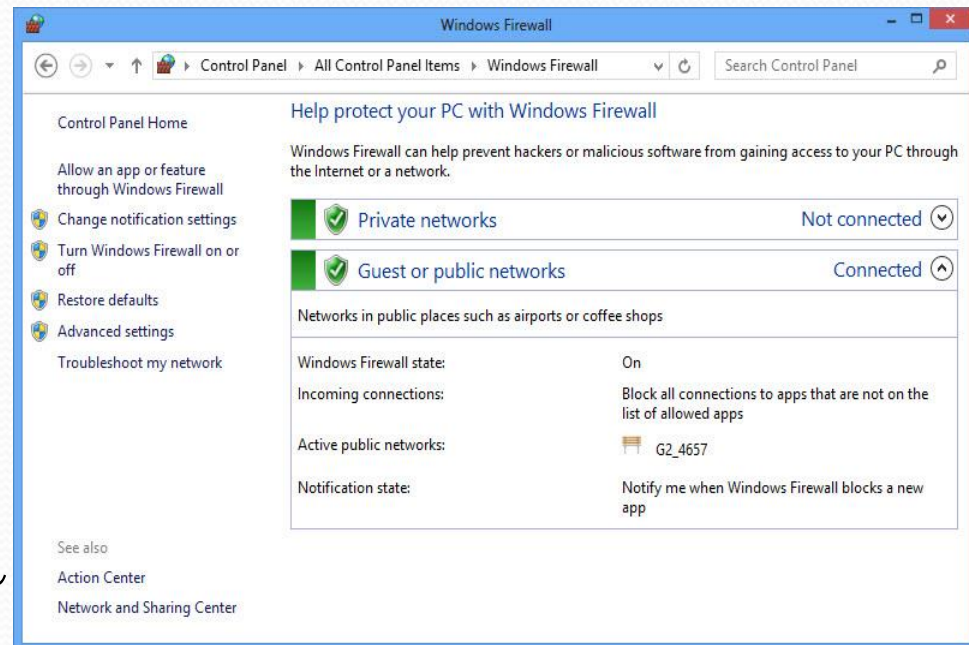 Windows Firewall
Control Panel ▸ All Control Panel Items ▸ Windows Firewall
Search Control Panel
Control Panel Home
Allow an app or feature
through Windows Firewall
Change notification settings
Turn Windows Firewall on or
off
Restore defaults
Advanced settings
Troubleshoot my network
See also
Action Center
Network and Sharing Center
Help protect your PC with Windows Firewall
Windows Firewall can help prevent hackers or malicious software from gaining access to your PC through
the Internet or a network.
Private networks Not connected
Guest or public networks Connected
Networks in public places such as airports or coffee shops
Windows Firewall state: On
Incoming connections: Block all connections to apps that are not on the
list of allowed apps
Active public networks: G2_4657
Notification state: Notify me when Windows Firewall blocks a new
app